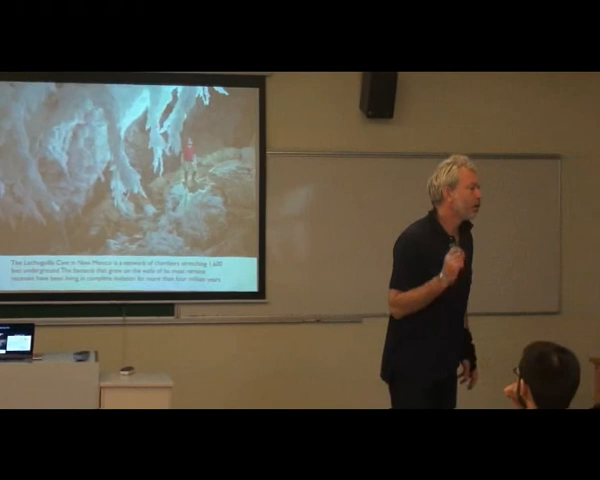 The Lechuguilla Cave in New Mexico is a network of chambers stretching 1,600
feet underground The bacteria that grow on the walls of its most remote
recesses have been living in complete isolation for more than four million years